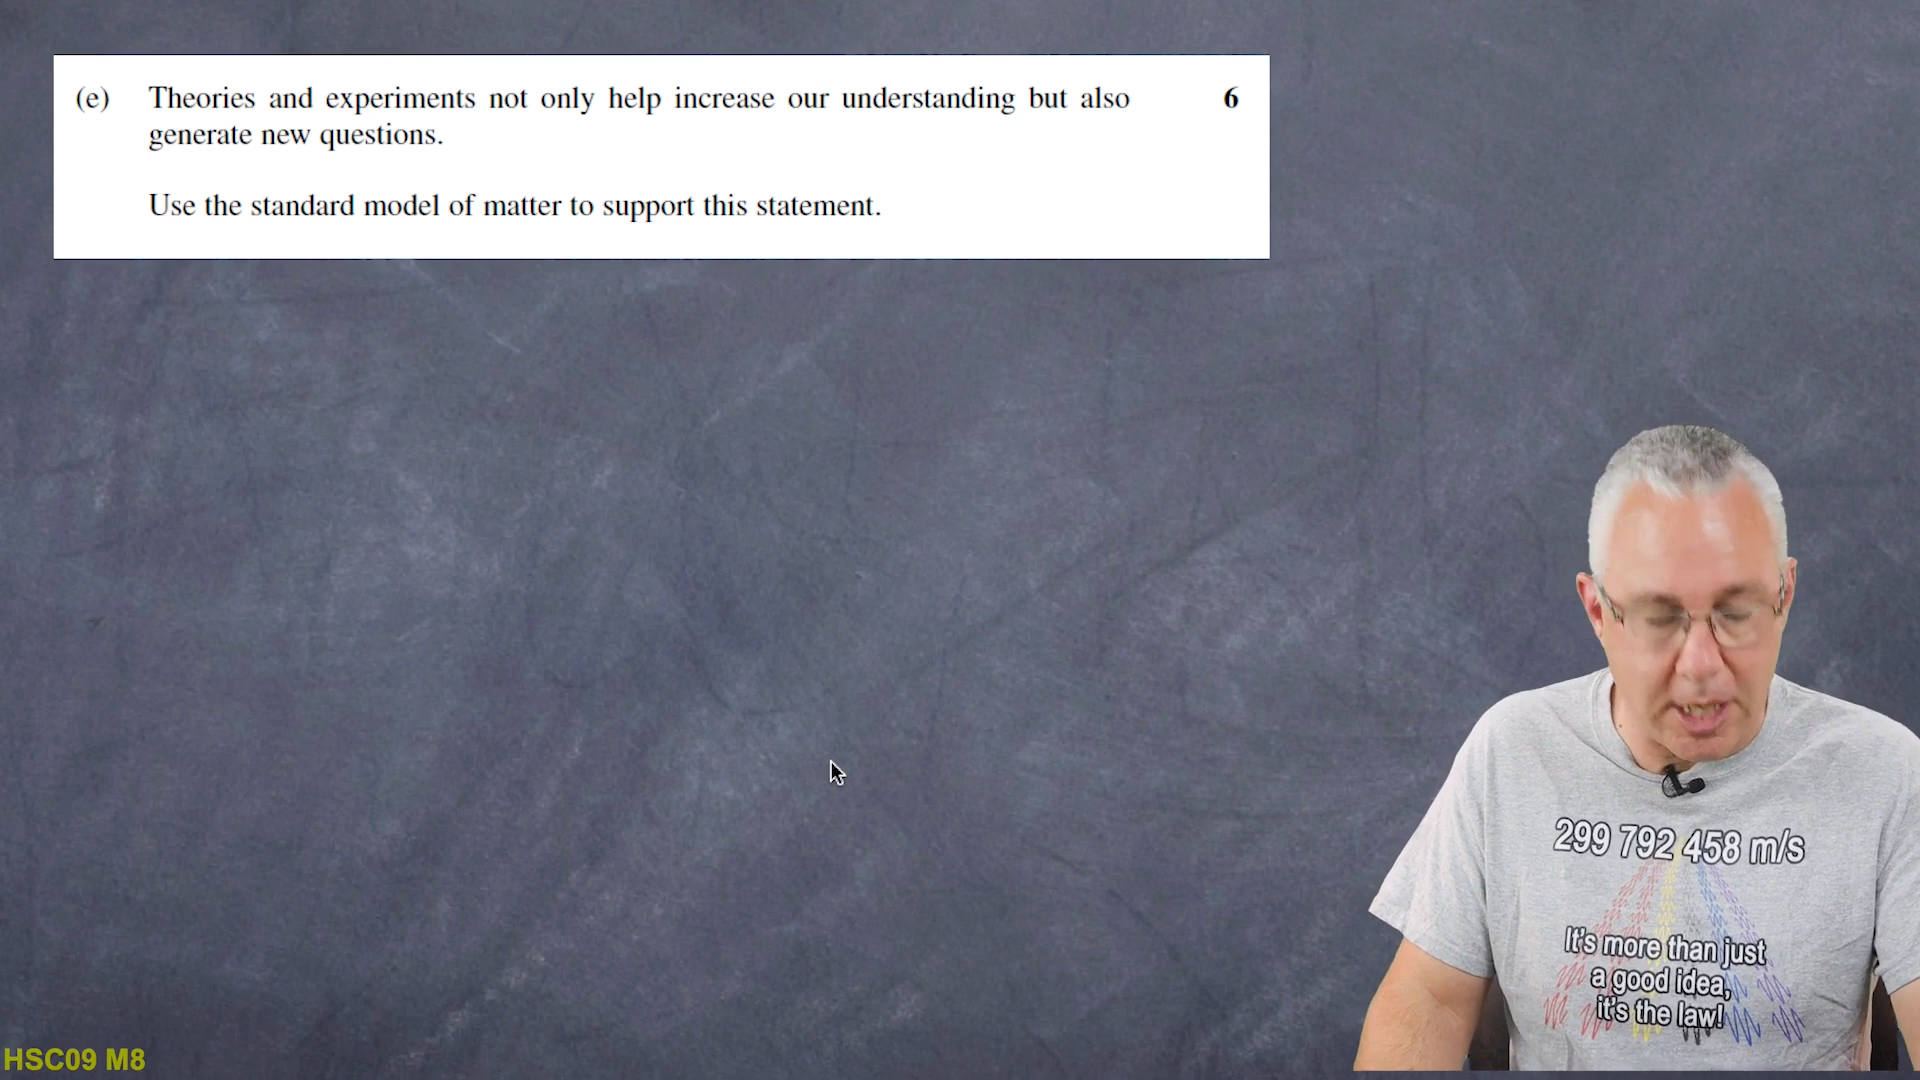 (e) Theories and experiments not only help increase our understanding but also 6
generate new questions.
Use the standard model of matter to support this statement.
299 792 458 m/s
It's more than just
a good idea,
it's the law!
HSC09 M8